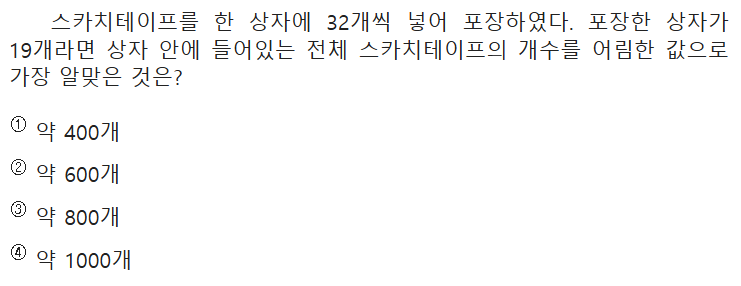 스카치테이프를 한 상자에 32개씩 넣어 포장하였다. 포장한 상자가
19개라면 상자 안에 들어있는 전체 스카치테이프의 개수를 어림한 값으로
가장 알맞은 것은?
① 약 400개
② 약 600개
③ 약 800개
④ 약 1000개